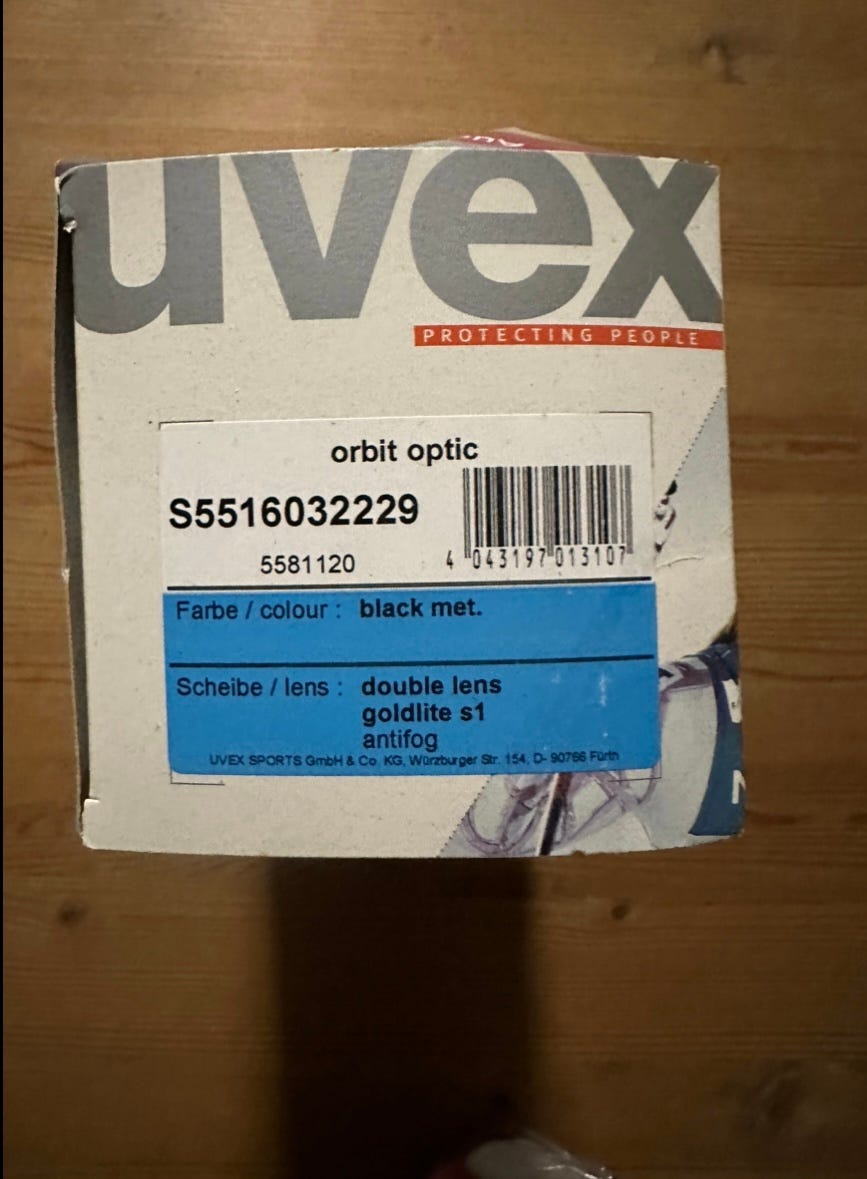 uvex
PROTECTING PEOPLE
orbit optic
S5516032229
5581120
4 043197 013107
Farbe / colour : black met.
Scheibe / lens : double lens
goldlite s1
antifog
UVEX SPORTS GmbH & Co. KG, Würzburger Str. 154, D- 90766 Fürth